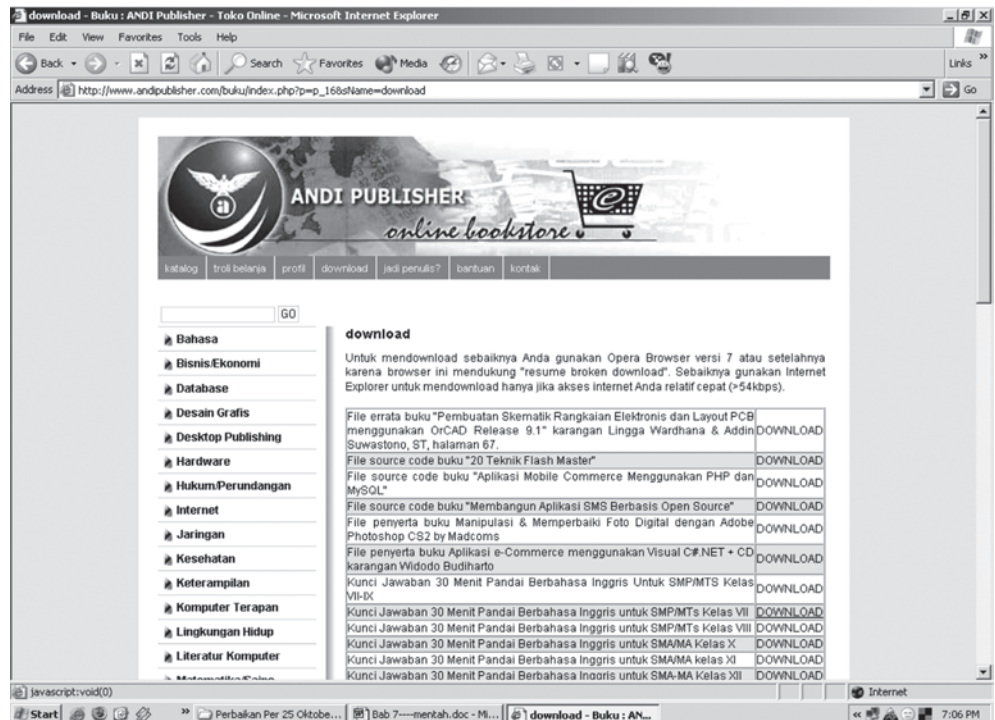 download - Buku : ANDI Publisher - Toko Online - Microsoft Internet Explorer
File Edit View Favorites Tools Help
Back Search Favorites Media Links »
Address http://www.andipublisher.com/buku/index.php?p=p_16&sName=download Go
a
ANDI PUBLISHER
e
online bookstore
katalog troli belanja profil download jadi penulis? bantuan kontak
GO
Bahasa
Bisnis/Ekonomi
Database
Desain Grafis
Desktop Publishing
Hardware
Hukum/Perundangan
Internet
Jaringan
Kesehatan
Keterampilan
Komputer Terapan
Lingkungan Hidup
Literatur Komputer
Matematika/Sains
download
Untuk mendownload sebaiknya Anda gunakan Opera Browser versi 7 atau setelahnya
karena browser ini mendukung "resume broken download". Sebaiknya gunakan Internet
Explorer untuk mendownload hanya jika akses internet Anda relatif cepat (>54kbps).
File errata buku "Pembuatan Skematik Rangkaian Elektronis dan Layout PCB
menggunakan OrCAD Release 9.1" karangan Lingga Wardhana & Addin DOWNLOAD
Suwastono, ST, halaman 67.
File source code buku "20 Teknik Flash Master" DOWNLOAD
File source code buku "Aplikasi Mobile Commerce Menggunakan PHP dan
MySQL" DOWNLOAD
File source code buku "Membangun Aplikasi SMS Berbasis Open Source" DOWNLOAD
File penyerta buku Manipulasi & Memperbaiki Foto Digital dengan Adobe
Photoshop CS2 by Madcoms DOWNLOAD
File penyerta buku Aplikasi e-Commerce menggunakan Visual C#.NET + CD
karangan Widodo Budiharto DOWNLOAD
Kunci Jawaban 30 Menit Pandai Berbahasa Inggris Untuk SMP/MTS Kelas
VII-IX DOWNLOAD
Kunci Jawaban 30 Menit Pandai Berbahasa Inggris untuk SMP/MTs Kelas VII DOWNLOAD
Kunci Jawaban 30 Menit Pandai Berbahasa Inggris untuk SMP/MTs Kelas VIII DOWNLOAD
Kunci Jawaban 30 Menit Pandai Berbahasa Inggris untuk SMA/MA Kelas X DOWNLOAD
Kunci Jawaban 30 Menit Pandai Berbahasa Inggris untuk SMA/MA kelas XI DOWNLOAD
Kunci Jawaban 30 Menit Pandai Berbahasa Inggris untuk SMA-MA Kelas XII DOWNLOAD
javascript:void(0) Internet
Start » Perbaikan Per 25 Oktobe... Bab 7----mentah.doc - Mi... download - Buku : AN... « 7:06 PM